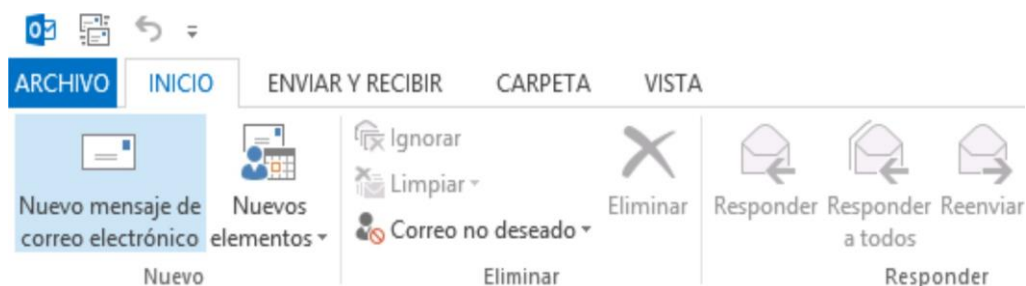 ARCHIVO INICIO ENVIAR Y RECIBIR CARPETA VISTA
Nuevo mensaje de
correo electrónico
Nuevos
elementos
Nuevo
Ignorar
Limpiar
Correo no deseado
Eliminar
Eliminar
Responder
Responder
a todos
Reenviar
Responder